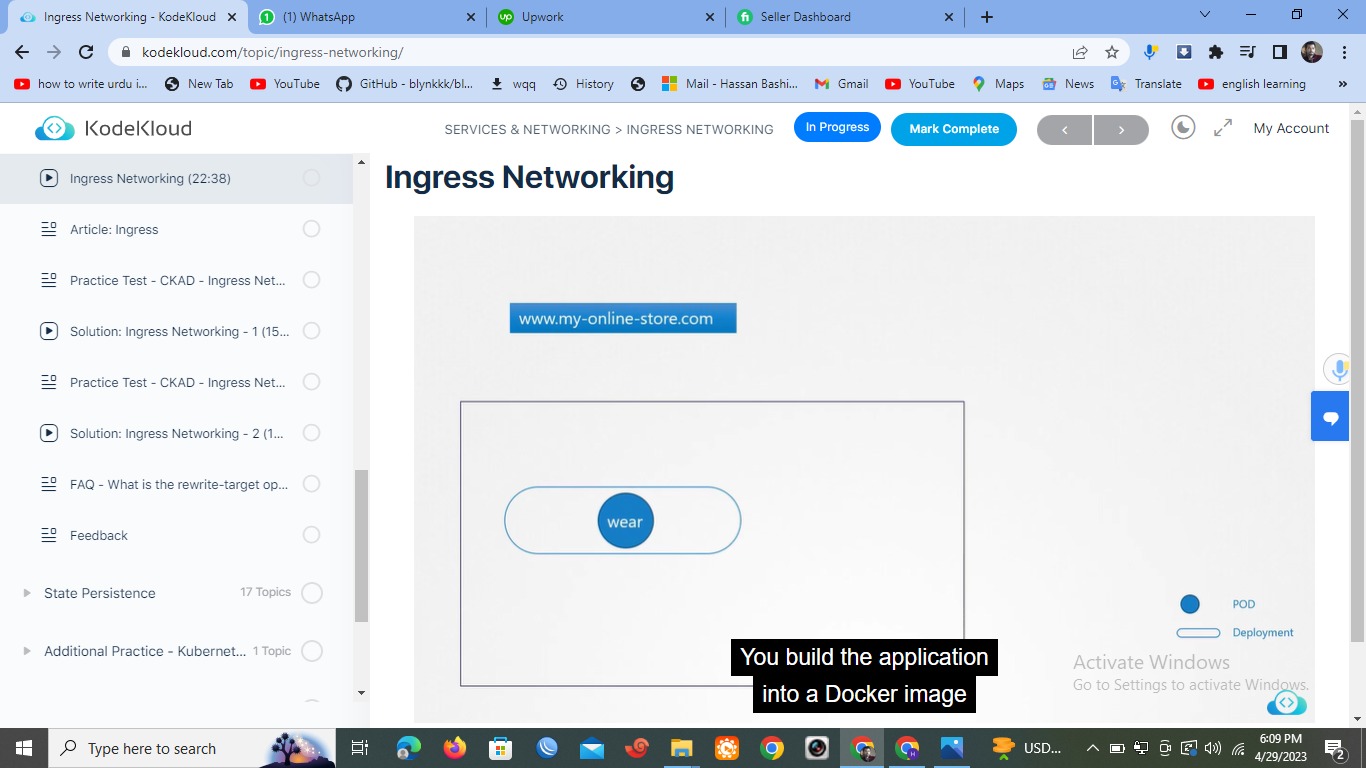 Ingress Networking - KodeKloud
(1) WhatsApp
Upwork
Seller Dashboard
kodekloud.com/topic/ingress-networking/
how to write urdu i...
New Tab
YouTube
GitHub - blynkkk/bl...
wqq
History
Mail - Hassan Bashi...
Gmail
YouTube
Maps
News
Translate
english learning
»
KodeKloud
SERVICES & NETWORKING > INGRESS NETWORKING
In Progress
Mark Complete
My Account
Ingress Networking (22:38)
Article: Ingress
Practice Test - CKAD - Ingress Net...
Solution: Ingress Networking - 1 (15...
Practice Test - CKAD - Ingress Net...
Solution: Ingress Networking - 2 (1...
FAQ - What is the rewrite-target op...
Feedback
State Persistence 17 Topics
Additional Practice - Kubernet... 1 Topic
Ingress Networking
www.my-online-store.com
wear
POD
Deployment
You build the application
into a Docker image
Activate Windows
Go to Settings to activate Windows.
Type here to search
USD...
6:09 PM
4/29/2023
2